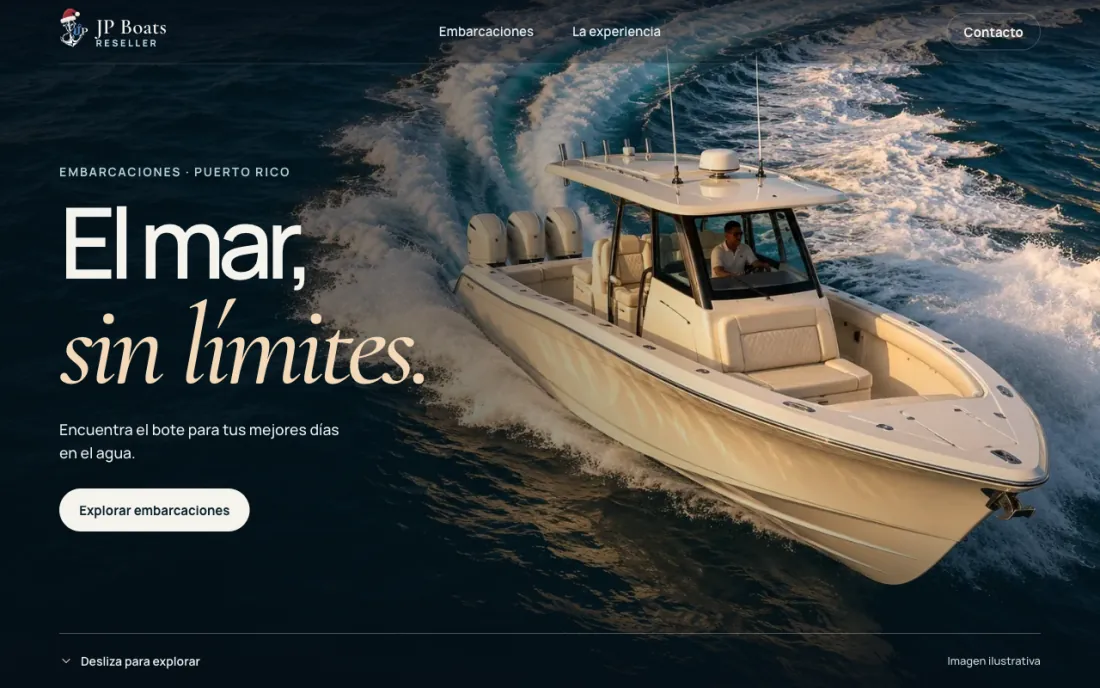 JP Boats
RESELLER
Embarcaciones
La experiencia
Contacto
EMBARCACIONES · PUERTO RICO
El mar,
sin límites.
Encuentra el bote para tus mejores días
en el agua.
Explorar embarcaciones
Desliza para explorar
Imagen ilustrativa